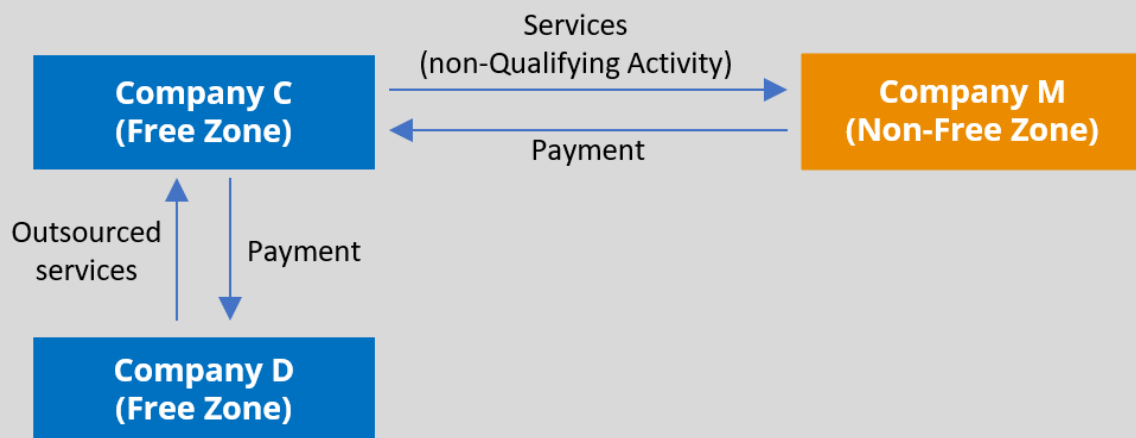 Services
(non-Qualifying Activity)
Company C
(Free Zone)
Company M
(Non-Free Zone)
Payment
Outsourced
services
Payment
Company D
(Free Zone)